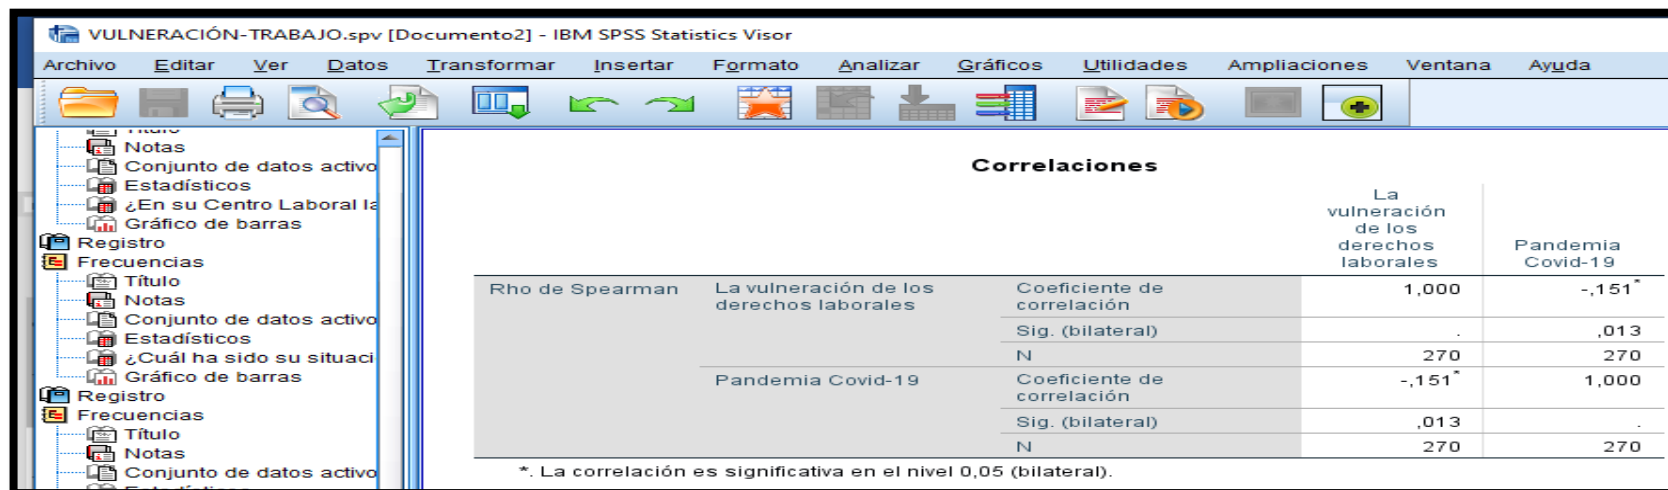 VULNERACIÓN-TRABAJO.spv [Documento2] - IBM SPSS Statistics Visor
Archivo Editar Ver Datos Transformar Insertar Formato Analizar Gráficos Utilidades Ampliaciones Ventana Ayuda
Título
Notas
Conjunto de datos activo
Estadísticos
¿En su Centro Laboral la
Gráfico de barras
Registro
Frecuencias
Título
Notas
Conjunto de datos activo
Estadísticos
¿Cuál ha sido su situaci
Gráfico de barras
Registro
Frecuencias
Título
Notas
Conjunto de datos activo
Estadísticos
Correlaciones
La
vulneración
de los
derechos
laborales
Pandemia
Covid-19
Rho de Spearman
La vulneración de los
derechos laborales
Coeficiente de
correlación
1,000 -,151*
Sig. (bilateral) . ,013
N 270 270
Pandemia Covid-19
Coeficiente de
correlación
-,151* 1,000
Sig. (bilateral) ,013 .
N 270 270
*. La correlación es significativa en el nivel 0,05 (bilateral).